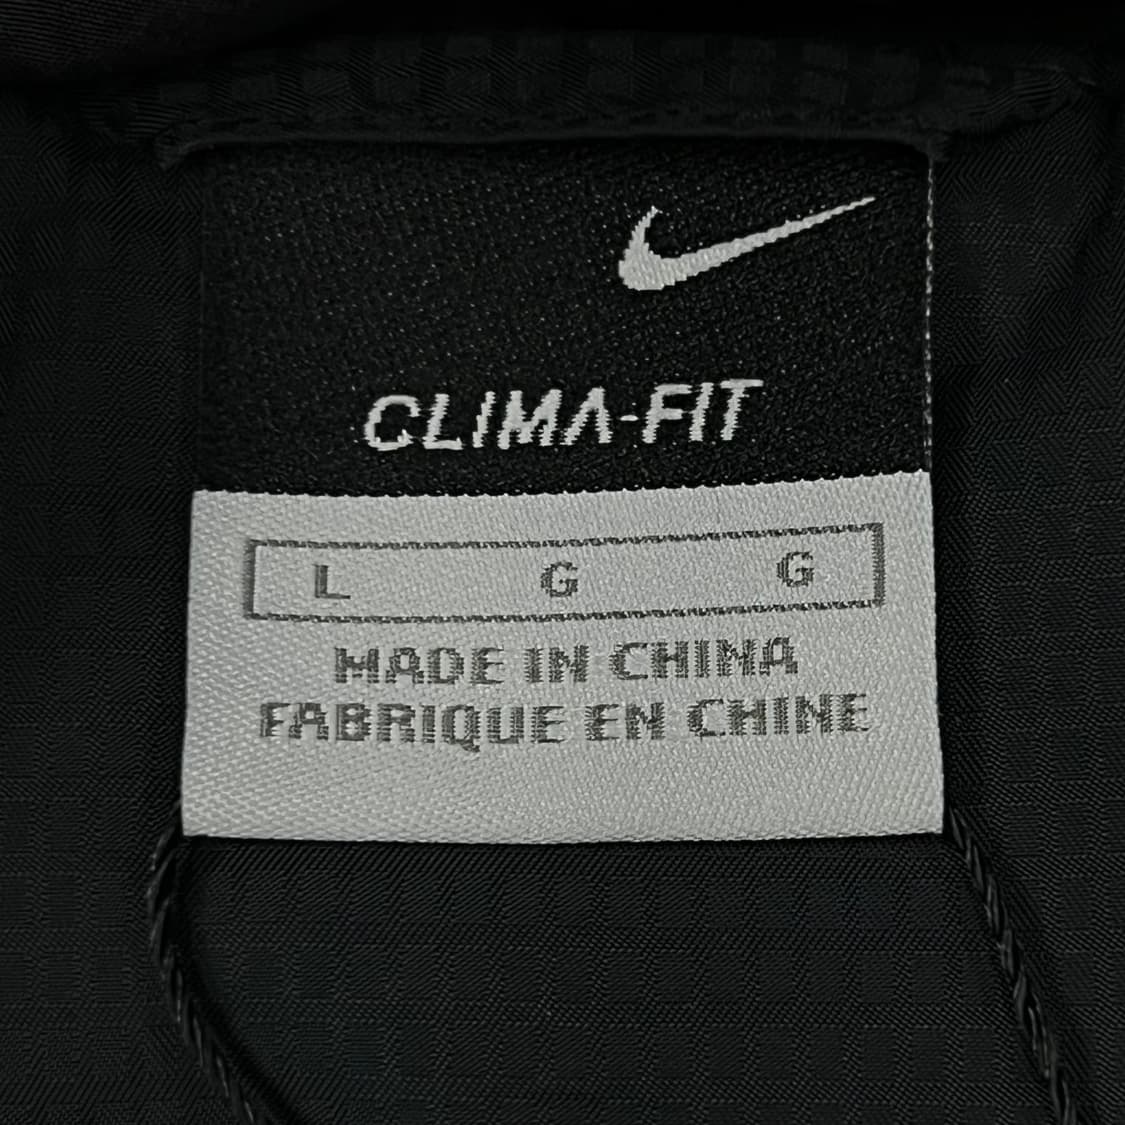 CLIMA-FIT
L G G
MADE IN CHINA
FABRIQUE EN CHINE